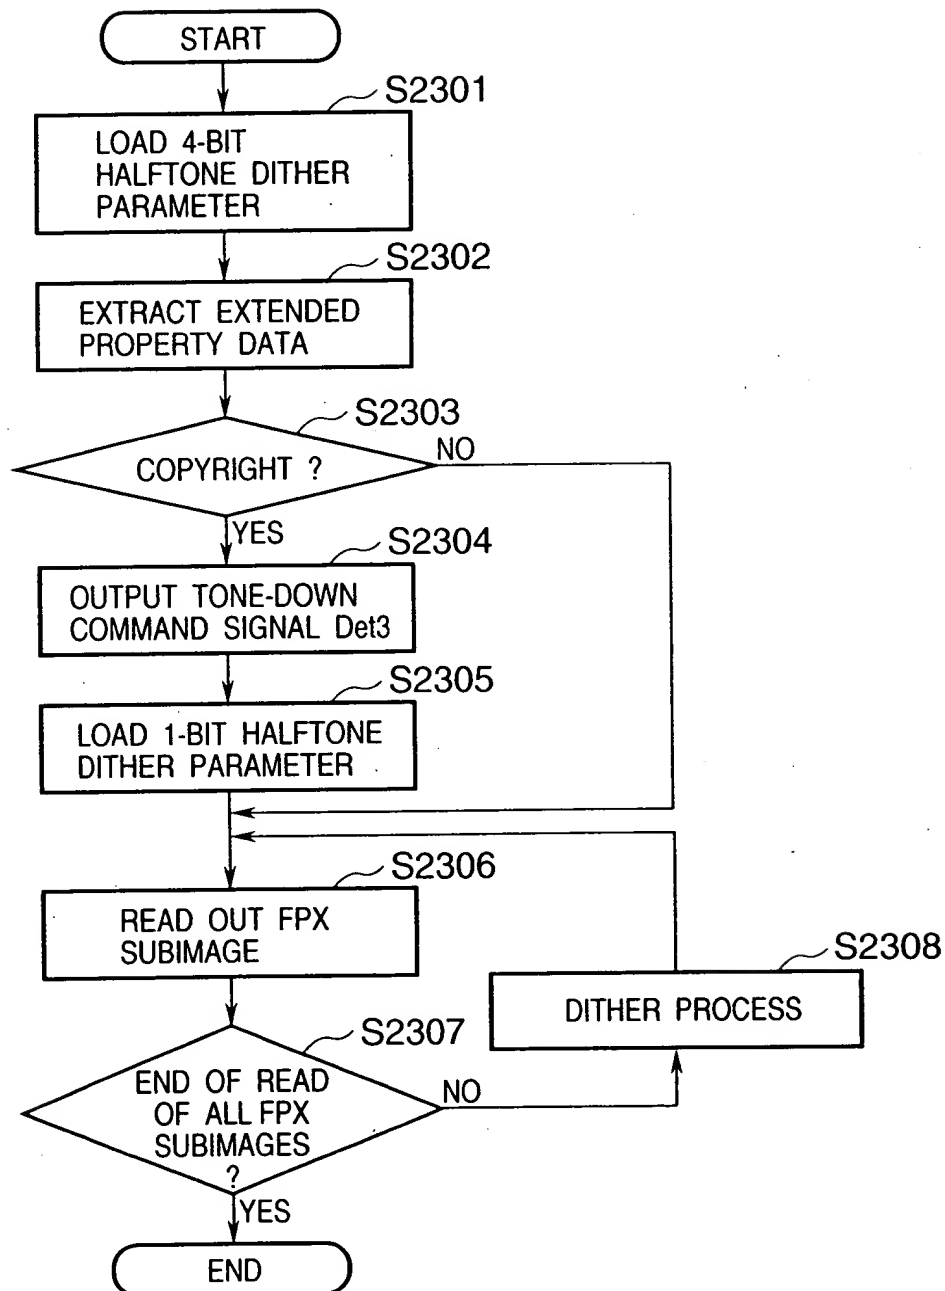 START
S2301
LOAD 4-BIT
HALFTONE DITHER
PARAMETER
S2302
EXTRACT EXTENDED
PROPERTY DATA
S2303
COPYRIGHT ?
NO
YES
S2304
OUTPUT TONE-DOWN
COMMAND SIGNAL Det3
S2305
LOAD 1-BIT HALFTONE
DITHER PARAMETER
S2306
READ OUT FPX
SUBIMAGE
S2308
DITHER PROCESS
S2307
END OF READ
OF ALL FPX
SUBIMAGES
?
NO
YES
END